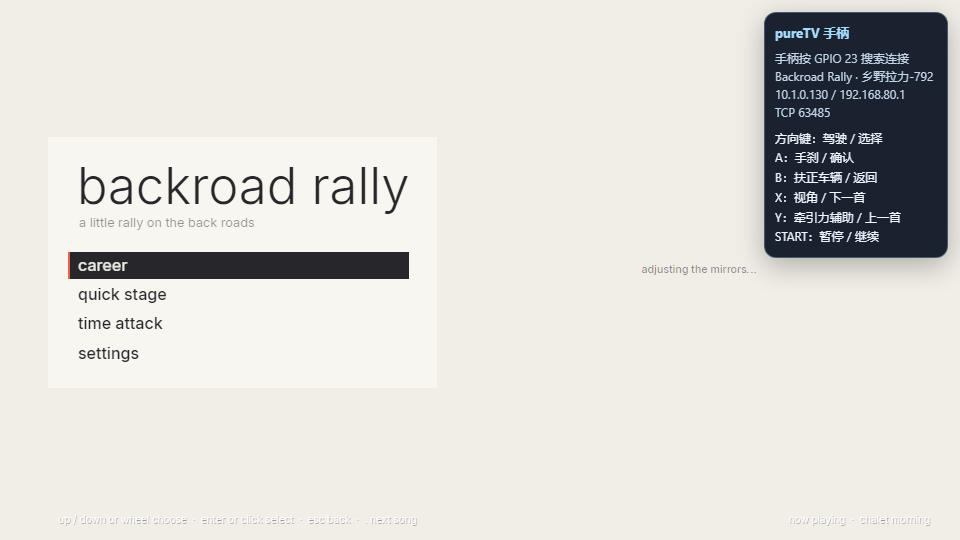 backroad rally
a little rally on the back roads
career
quick stage
time attack
settings
adjusting the mirrors...
pureTV 手柄
手柄按 GPIO 23 搜索连接
Backroad Rally · 乡野拉力-792
10.1.0.130 / 192.168.80.1
TCP 63485
方向键：驾驶 / 选择
A：手刹 / 确认
B：扶正车辆 / 返回
X：视角 / 下一首
Y：牵引力辅助 / 上一首
START：暂停 / 继续
up / down or wheel choose · enter or click select · esc back · . next song
now playing · chalet morning